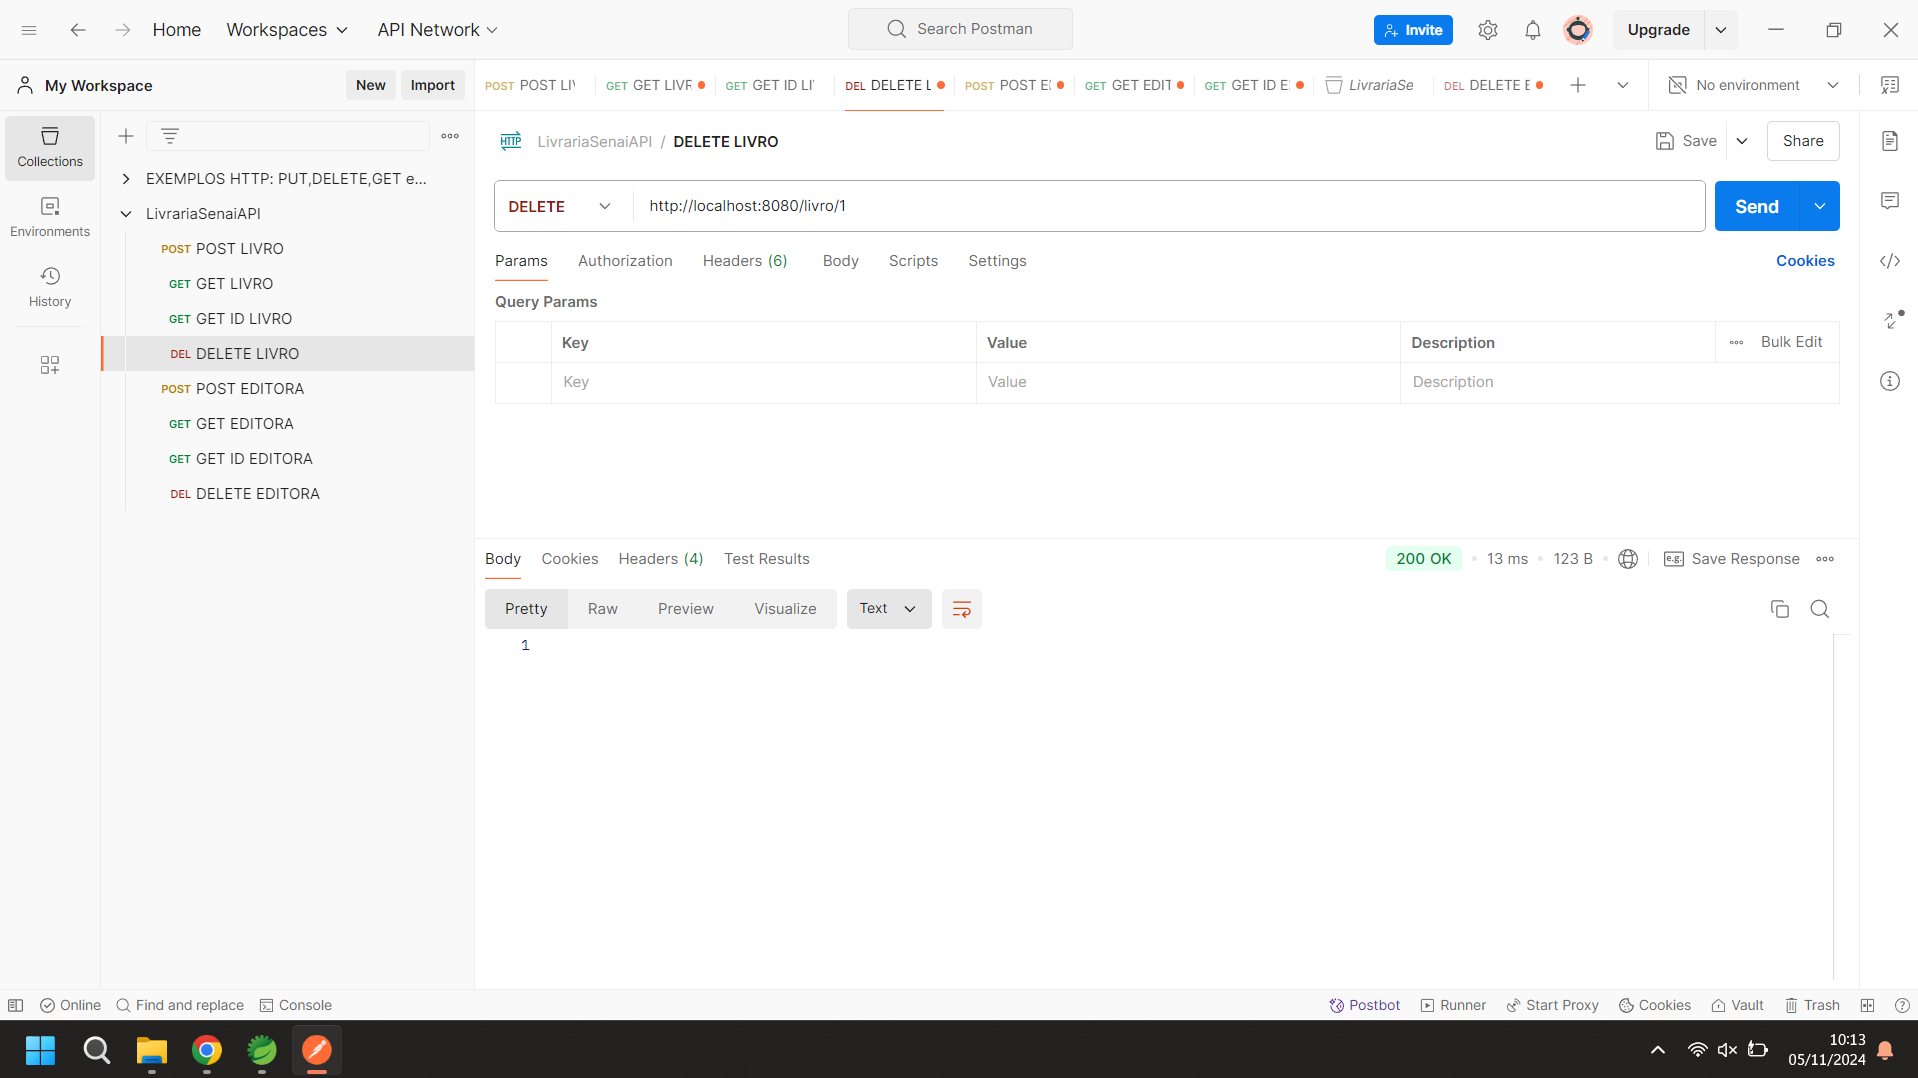 Home Workspaces API Network Search Postman Invite Upgrade
My Workspace New Import POST POST LIV GET GET LIVR GET GET ID LI DEL DELETE L POST POST E GET GET EDIT GET GET ID E LivrariaSe DEL DELETE E No environment
Collections
Environments
History
EXEMPLOS HTTP: PUT,DELETE,GET e...
LivrariaSenaiAPI
POST POST LIVRO
GET GET LIVRO
GET GET ID LIVRO
DEL DELETE LIVRO
POST POST EDITORA
GET GET EDITORA
GET GET ID EDITORA
DEL DELETE EDITORA
HTTP LivrariaSenaiAPI / DELETE LIVRO Save Share
DELETE http://localhost:8080/livro/1 Send
Params Authorization Headers (6) Body Scripts Settings Cookies
Query Params
Key Value Description Bulk Edit
Key Value Description
Body Cookies Headers (4) Test Results 200 OK 13 ms 123 B e.g. Save Response
Pretty Raw Preview Visualize Text
1
Online Find and replace Console Postbot Runner Start Proxy Cookies Vault Trash
10:13
05/11/2024